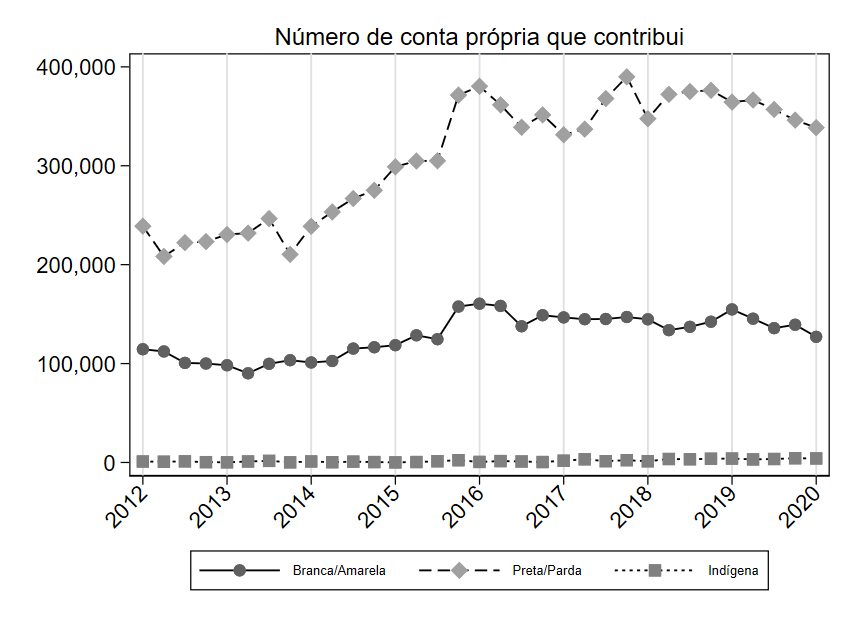 Número de conta própria que contribui
400,000
300,000
200,000
100,000
0
2012 2013 2014 2015 2016 2017 2018 2019 2020
Branca/Amarela Preta/Parda Indígena